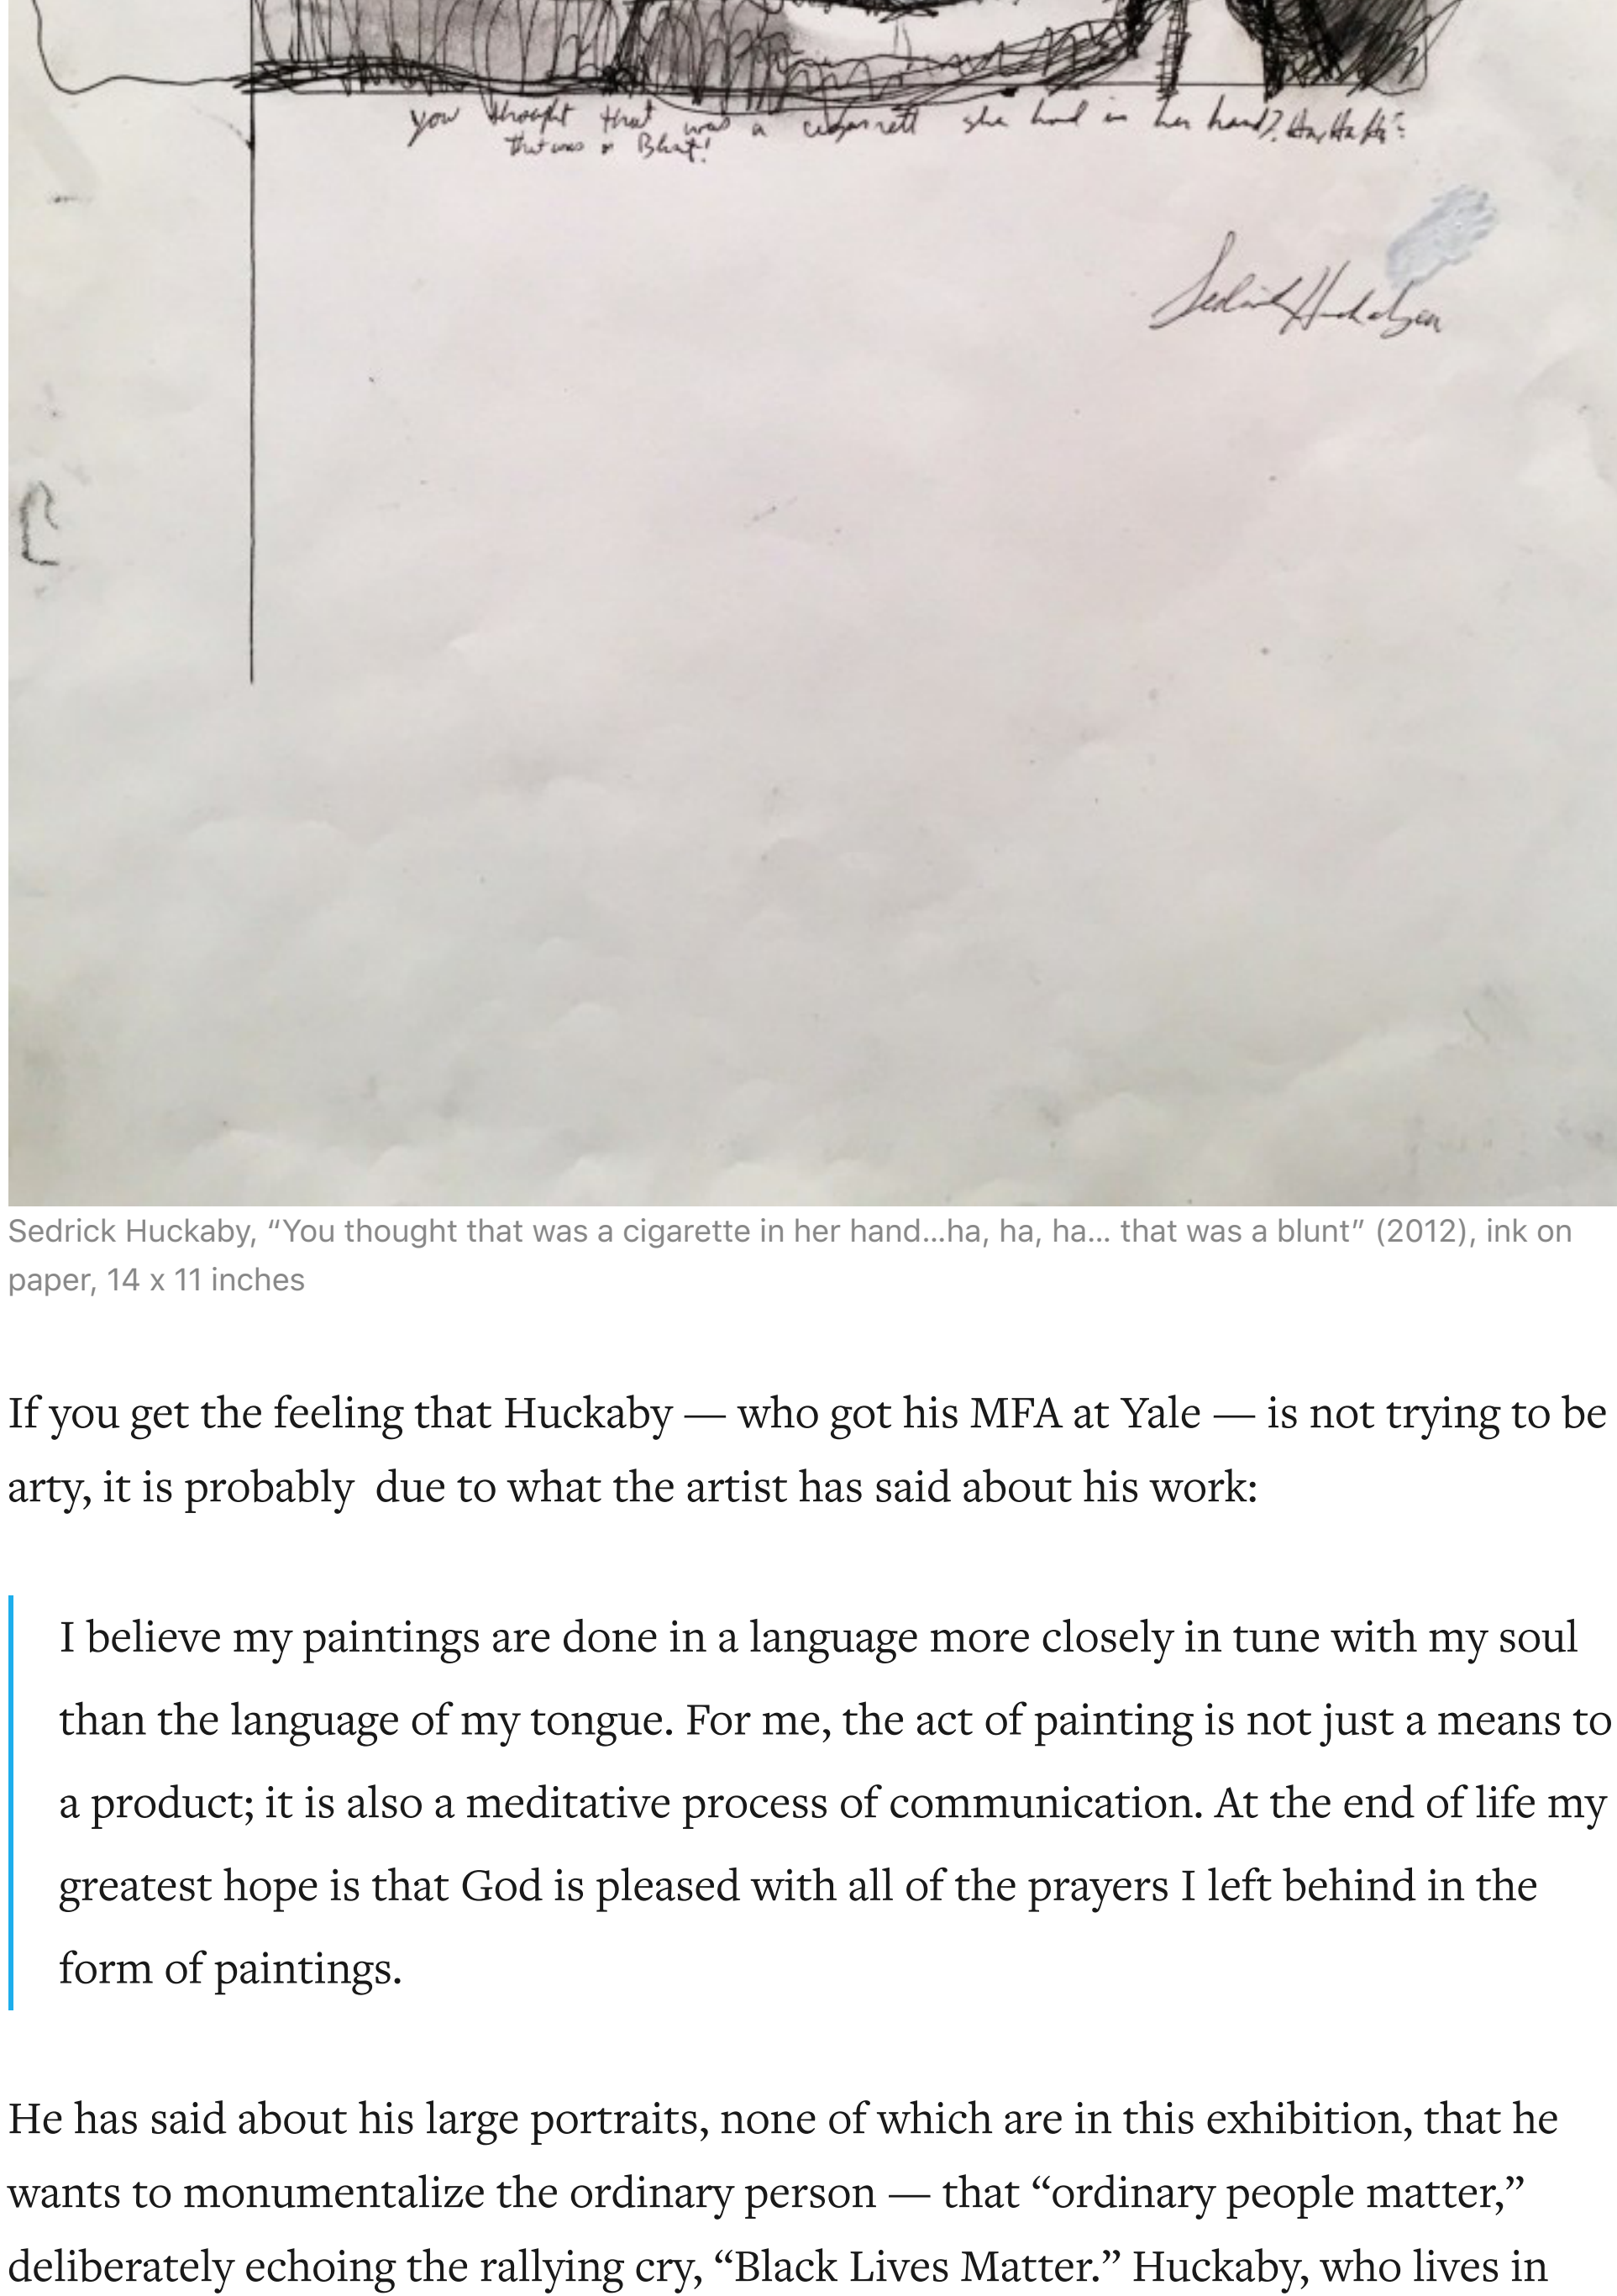 you thought that was a cigarrett she had in her hand? Ha, Ha Ha
That was a Blunt!
Sedrick Huckaby
Sedrick Huckaby, “You thought that was a cigarette in her hand…ha, ha, ha… that was a blunt” (2012), ink on
paper, 14 x 11 inches
If you get the feeling that Huckaby — who got his MFA at Yale — is not trying to be
arty, it is probably  due to what the artist has said about his work:
I believe my paintings are done in a language more closely in tune with my soul
than the language of my tongue. For me, the act of painting is not just a means to
a product; it is also a meditative process of communication. At the end of life my
greatest hope is that God is pleased with all of the prayers I left behind in the
form of paintings.
He has said about his large portraits, none of which are in this exhibition, that he
wants to monumentalize the ordinary person — that “ordinary people matter,”
deliberately echoing the rallying cry, “Black Lives Matter.” Huckaby, who lives in